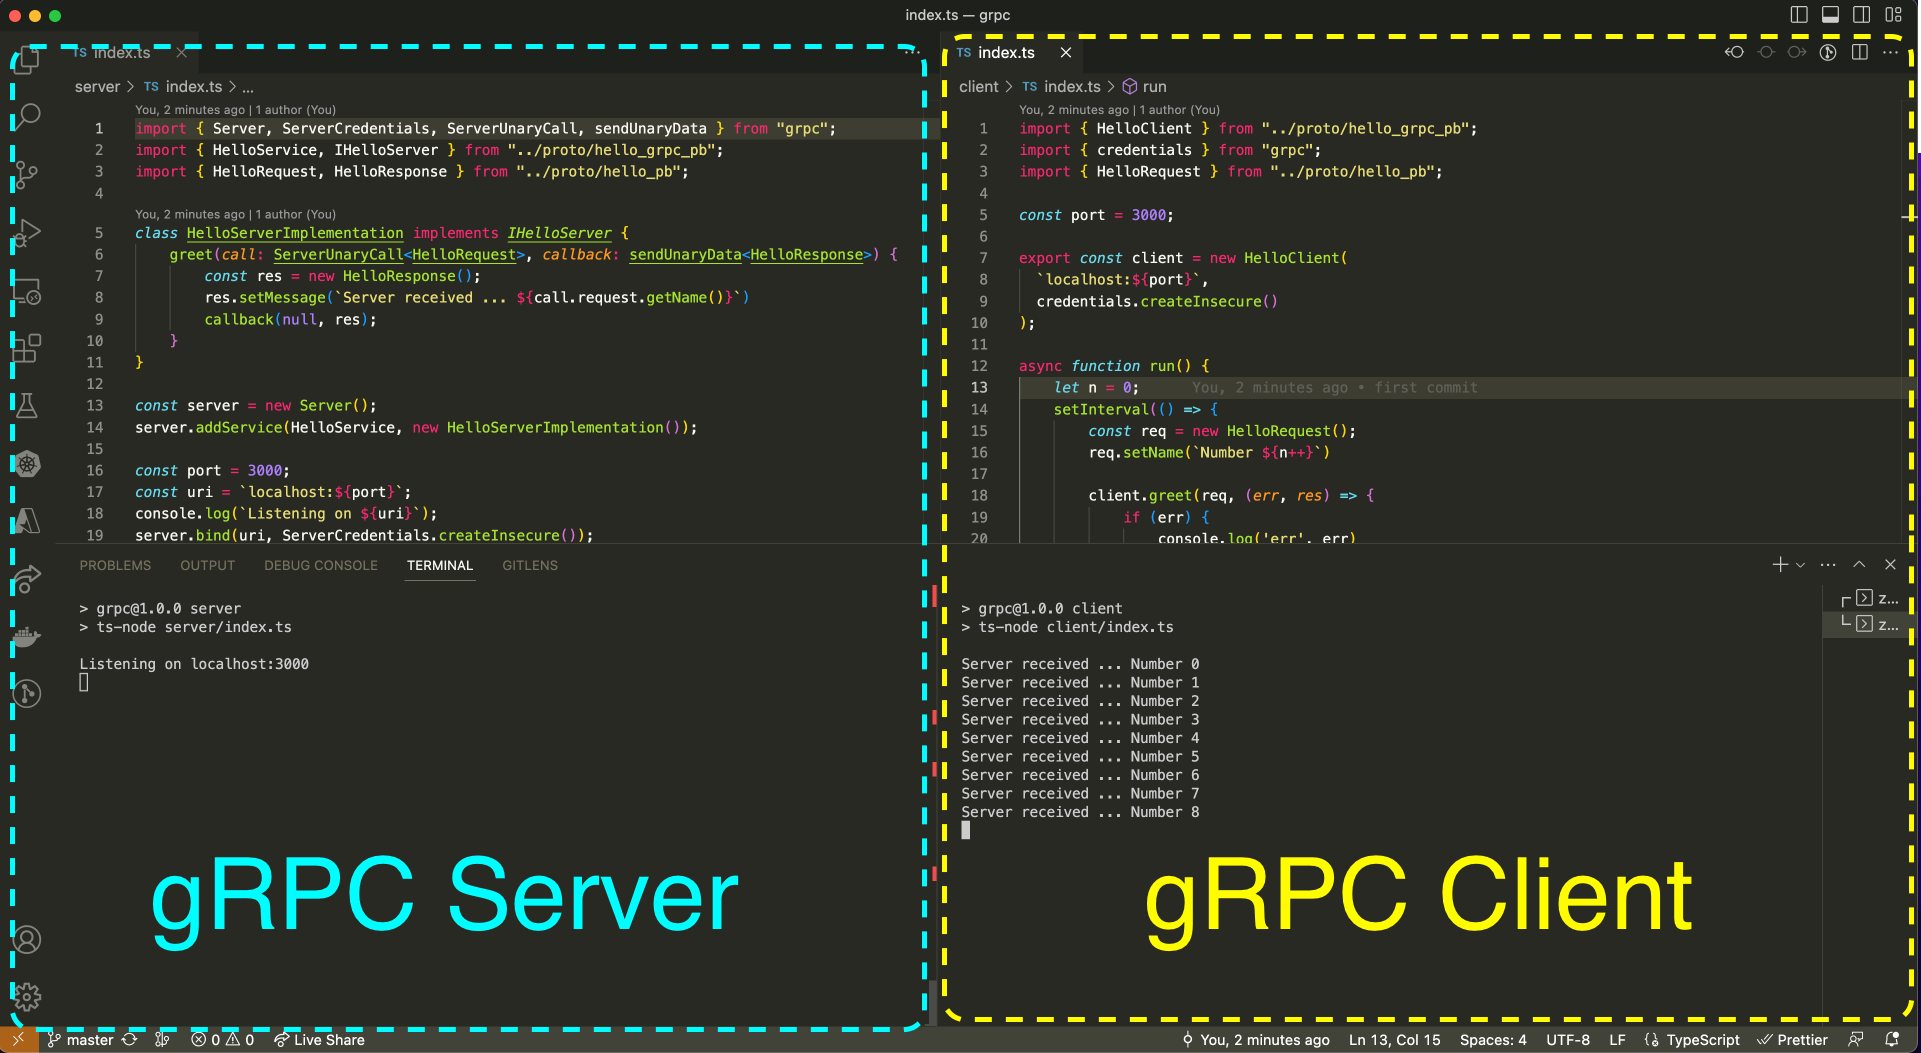 index.ts — grpc
TS index.ts
server > TS index.ts > ...
You, 2 minutes ago | 1 author (You)
1 import { Server, ServerCredentials, ServerUnaryCall, sendUnaryData } from "grpc";
2 import { HelloService, IHelloServer } from "../proto/hello_grpc_pb";
3 import { HelloRequest, HelloResponse } from "../proto/hello_pb";
4
You, 2 minutes ago | 1 author (You)
5 class HelloServerImplementation implements IHelloServer {
6 greet(call: ServerUnaryCall<HelloRequest>, callback: sendUnaryData<HelloResponse>) {
7 const res = new HelloResponse();
8 res.setMessage(`Server received ... ${call.request.getName()}`)
9 callback(null, res);
10 }
11 }
12
13 const server = new Server();
14 server.addService(HelloService, new HelloServerImplementation());
15
16 const port = 3000;
17 const uri = `localhost:${port}`;
18 console.log(`Listening on ${uri}`);
19 server.bind(uri, ServerCredentials.createInsecure());
TS index.ts
client > TS index.ts > run
You, 2 minutes ago | 1 author (You)
1 import { HelloClient } from "../proto/hello_grpc_pb";
2 import { credentials } from "grpc";
3 import { HelloRequest } from "../proto/hello_pb";
4
5 const port = 3000;
6
7 export const client = new HelloClient(
8 `localhost:${port}`,
9 credentials.createInsecure()
10 );
11
12 async function run() {
13 let n = 0; You, 2 minutes ago • first commit
14 setInterval(() => {
15 const req = new HelloRequest();
16 req.setName(`Number ${n++}`)
17
18 client.greet(req, (err, res) => {
19 if (err) {
20 console.log('err', err)
PROBLEMS OUTPUT DEBUG CONSOLE TERMINAL GITLENS
> grpc@1.0.0 server
> ts-node server/index.ts
Listening on localhost:3000
> grpc@1.0.0 client
> ts-node client/index.ts
Server received ... Number 0
Server received ... Number 1
Server received ... Number 2
Server received ... Number 3
Server received ... Number 4
Server received ... Number 5
Server received ... Number 6
Server received ... Number 7
Server received ... Number 8
z...
z...
gRPC Server
gRPC Client
master 0 0 Live Share
You, 2 minutes ago Ln 13, Col 15 Spaces: 4 UTF-8 LF TypeScript Prettier